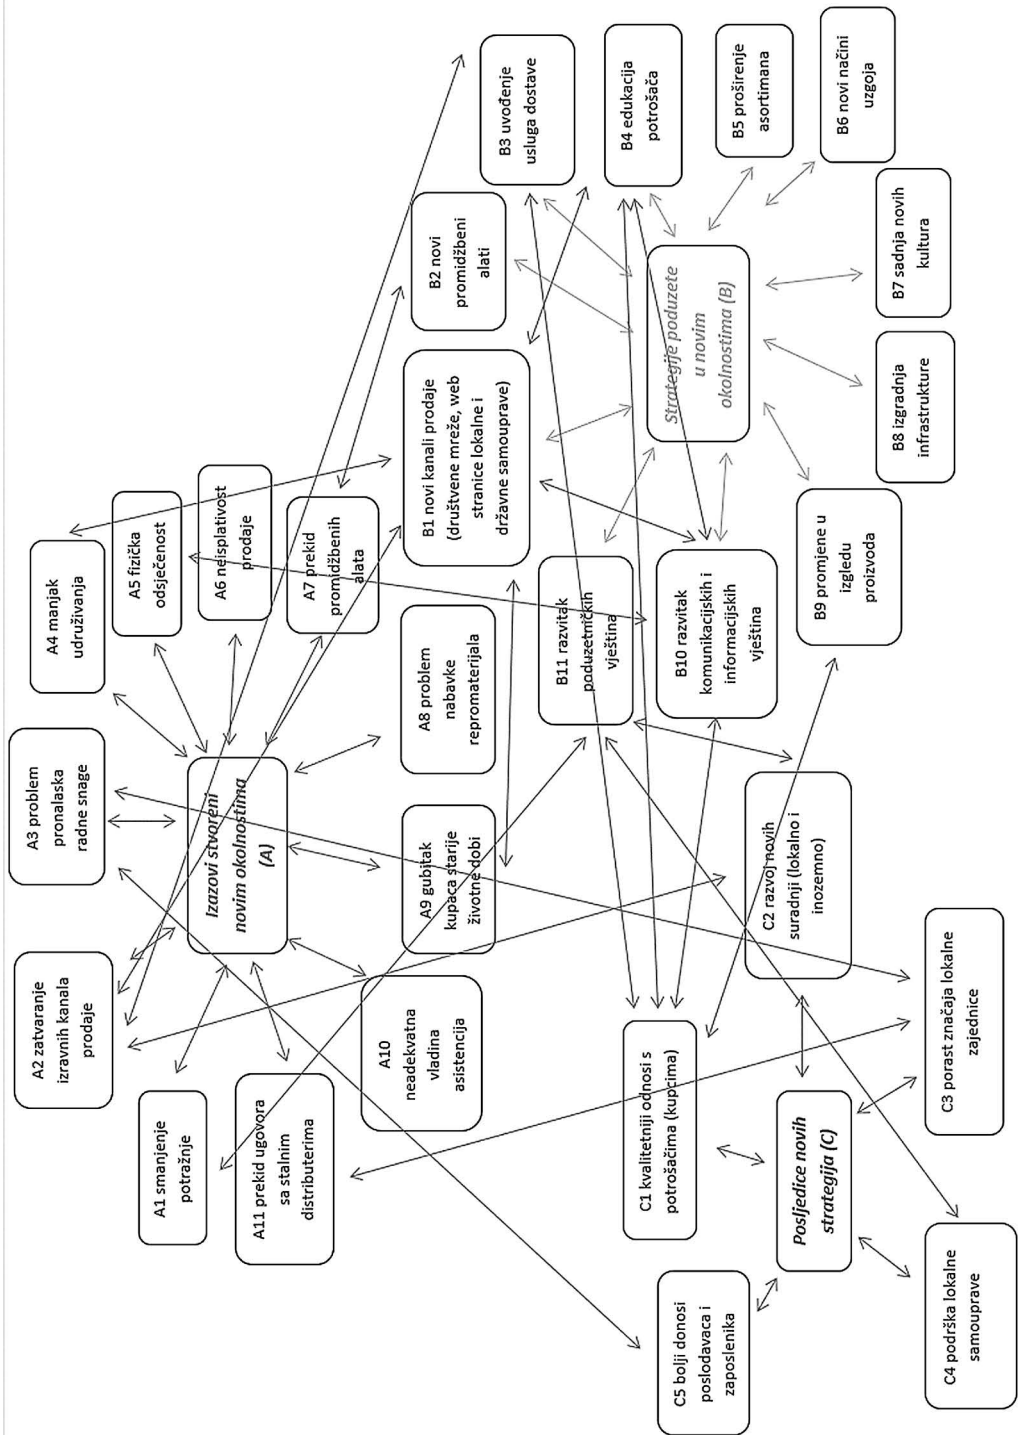 A1 smanjenje
potražnje
A2 zatvaranje
izravnih kanala
prodaje
A3 problem
pronalaska
radne snage
A4 manjak
udruživanja
A5 fizička
odsječenost
A6 neisplativost
prodaje
A7 prekid
promidžbenih
alata
A8 problem
nabavke
repromaterijala
A9 gubitak
kupaca starije
životne dobi
A10
neadekvatna
vladina
asistencija
A11 prekid ugovora
sa stalnim
distributerima
Izazovi stvoreni
novim okolnostima
(A)
B1 novi kanali prodaje
(društvene mreže, web
stranice lokalne i
državne samouprave)
B2 novi
promidžbeni
alati
B3 uvođenje
usluga dostave
B4 edukacija
potrošača
B5 proširenje
asortimana
B6 novi načini
uzgoja
B7 sadnja novih
kultura
B8 izgradnja
infrastrukture
B9 promjene u
izgledu
proizvoda
B10 razvitak
komunikacijskih i
informacijskih
vještina
B11 razvitak
poduzetničkih
vještina
Strategije poduzete
u novim
okolnostima (B)
C1 kvalitetniji odnosi s
potrošačima (kupcima)
C2 razvoj novih
suradnji (lokalno i
inozemno)
C3 porast značaja lokalne
zajednice
C4 podrška lokalne
samouprave
C5 bolji donosi
poslodavaca i
zaposlenika
Posljedice novih
strategija (C)